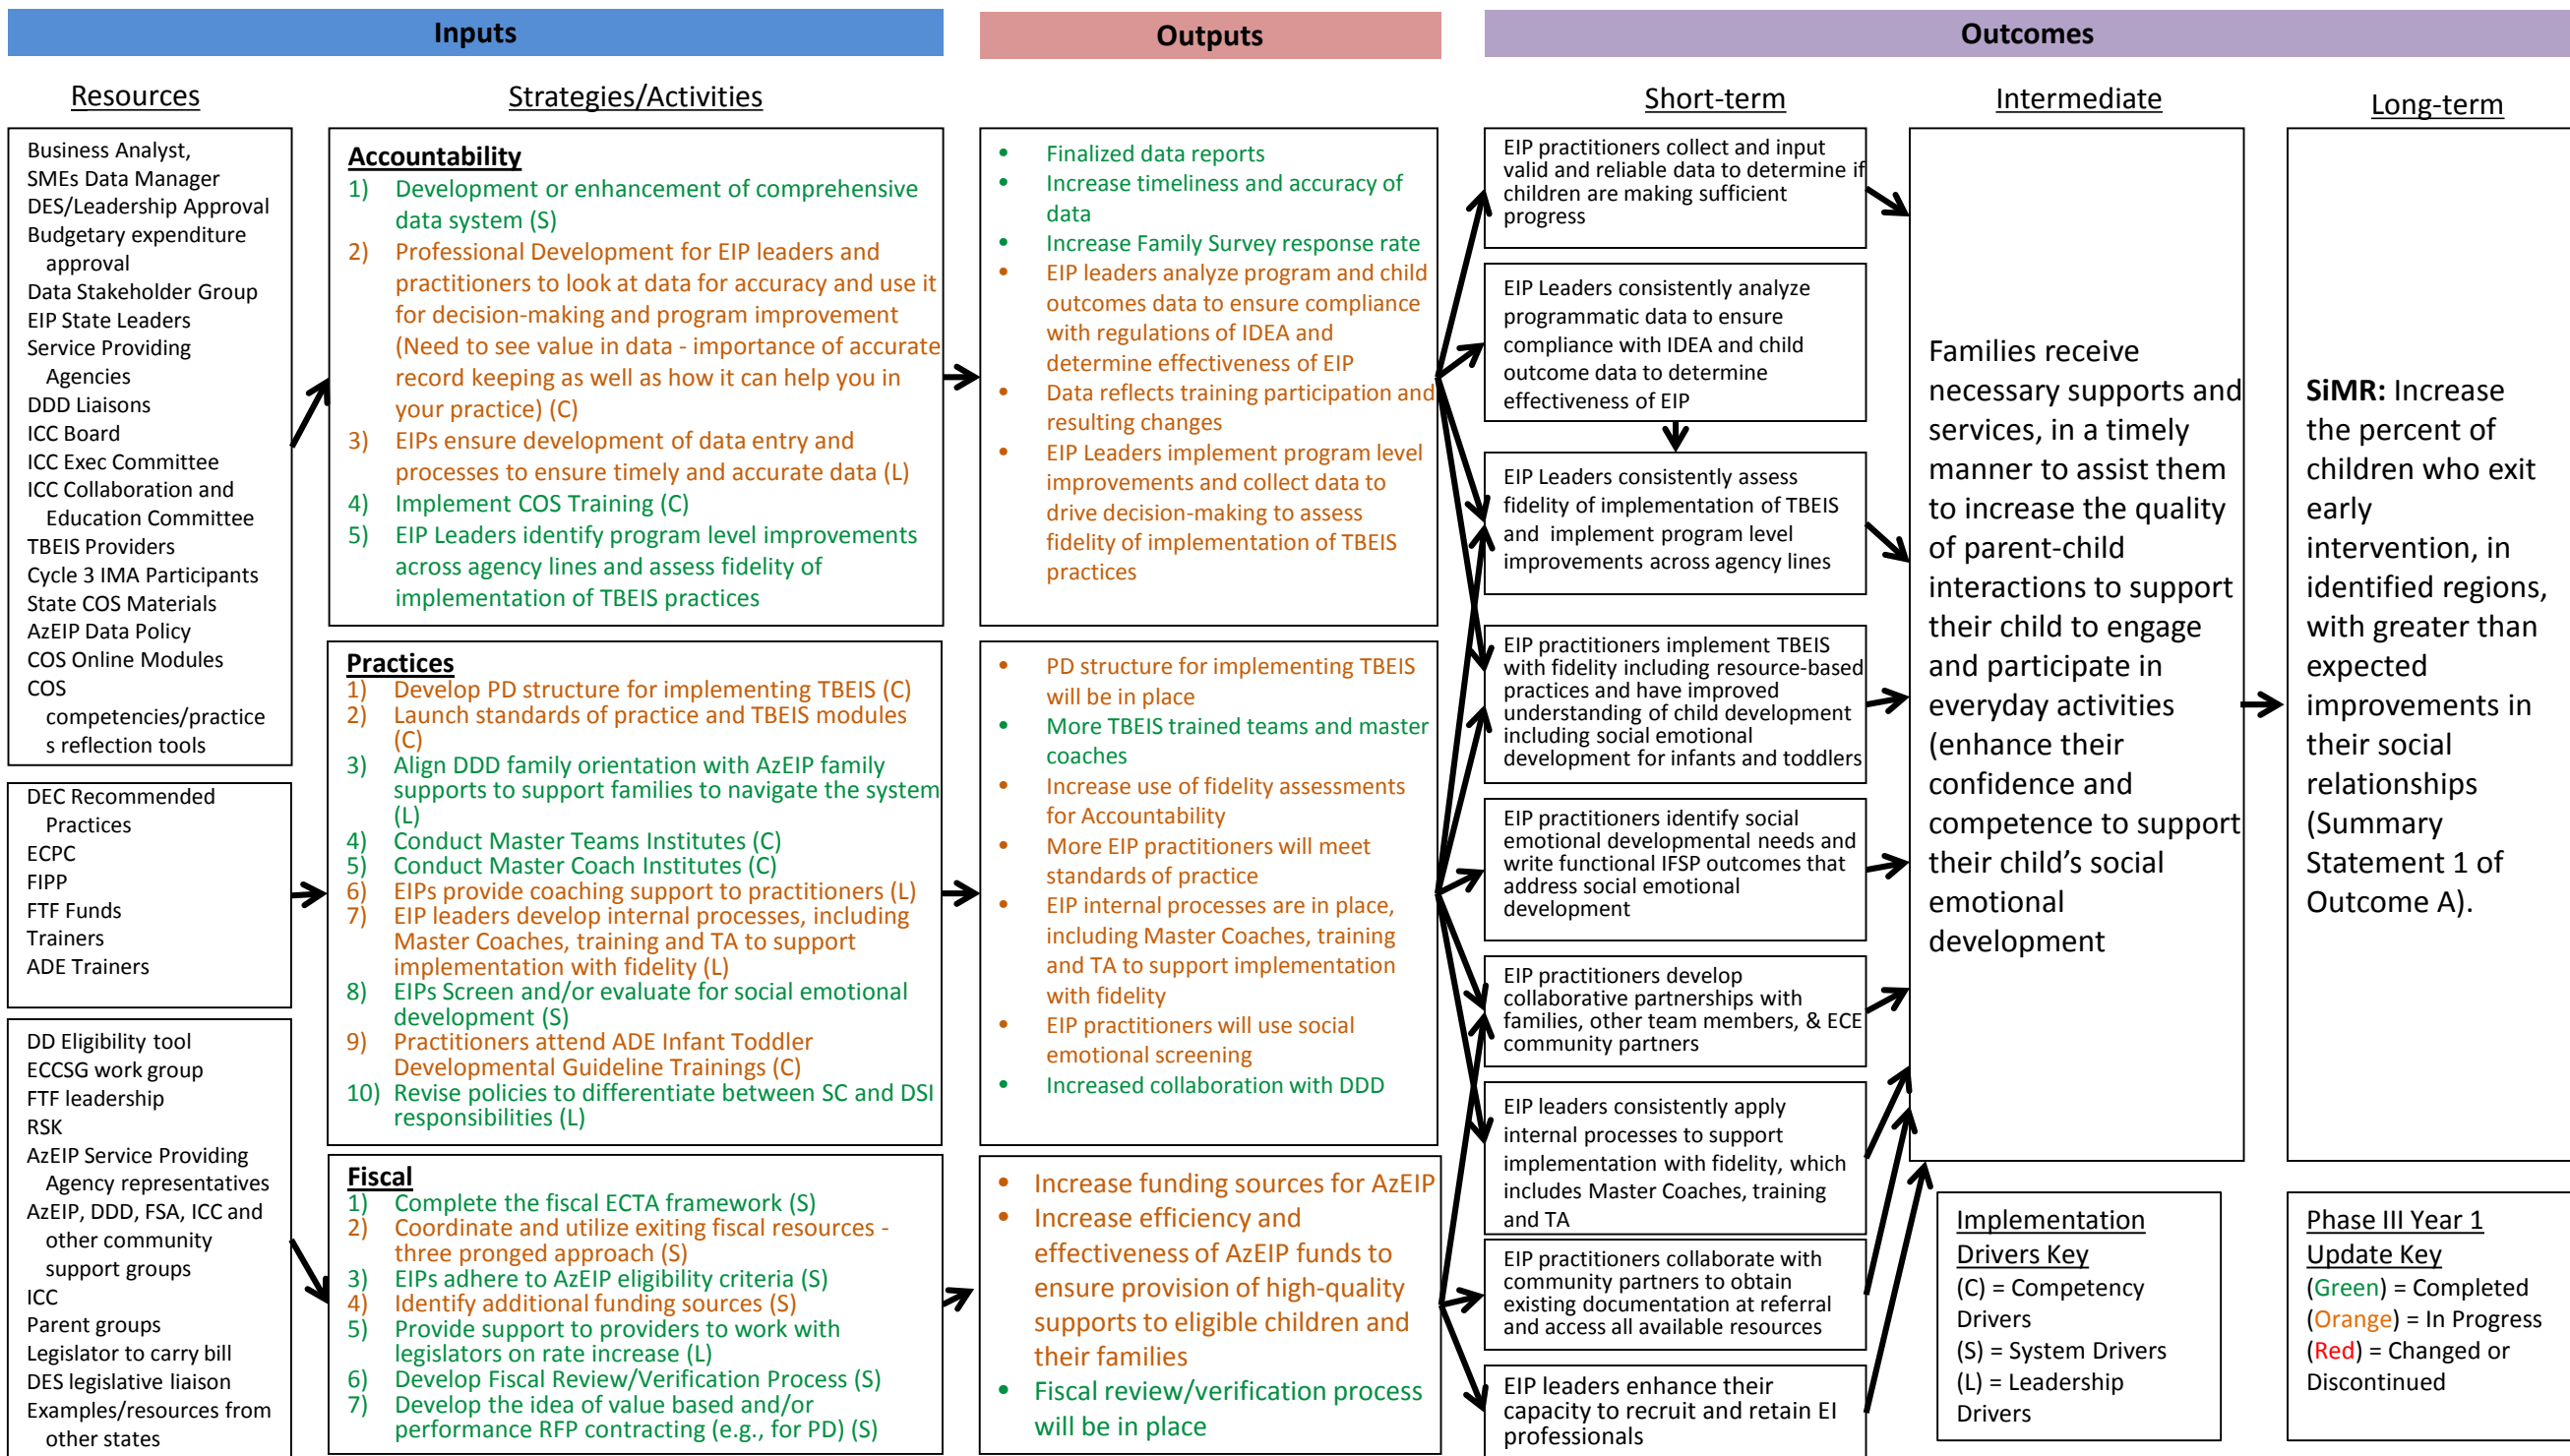 Inputs
Outputs
Outcomes
Resources
Strategies/Activities
Short-term
Intermediate
Long-term
Business Analyst,
SMEs Data Manager
DES/Leadership Approval
Budgetary expenditure
approval
Data Stakeholder Group
EIP State Leaders
Service Providing
Agencies
DDD Liaisons
ICC Board
ICC Exec Committee
ICC Collaboration and
Education Committee
TBEIS Providers
Cycle 3 IMA Participants
State COS Materials
AzEIP Data Policy
COS Online Modules
COS
competencies/practice
s reflection tools
DEC Recommended
Practices
ECPC
FIPP
FTF Funds
Trainers
ADE Trainers
DD Eligibility tool
ECCSG work group
FTF leadership
RSK
AzEIP Service Providing
Agency representatives
AzEIP, DDD, FSA, ICC and
other community
support groups
ICC
Parent groups
Legislator to carry bill
DES legislative liaison
Examples/resources from
other states
Accountability
1) Development or enhancement of comprehensive
data system (S)
2) Professional Development for EIP leaders and
practitioners to look at data for accuracy and use it
for decision-making and program improvement
(Need to see value in data - importance of accurate
record keeping as well as how it can help you in
your practice) (C)
3) EIPs ensure development of data entry and
processes to ensure timely and accurate data (L)
4) Implement COS Training (C)
5) EIP Leaders identify program level improvements
across agency lines and assess fidelity of
implementation of TBEIS practices
Practices
1) Develop PD structure for implementing TBEIS (C)
2) Launch standards of practice and TBEIS modules
(C)
3) Align DDD family orientation with AzEIP family
supports to support families to navigate the system
(L)
4) Conduct Master Teams Institutes (C)
5) Conduct Master Coach Institutes (C)
6) EIPs provide coaching support to practitioners (L)
7) EIP leaders develop internal processes, including
Master Coaches, training and TA to support
implementation with fidelity (L)
8) EIPs Screen and/or evaluate for social emotional
development (S)
9) Practitioners attend ADE Infant Toddler
Developmental Guideline Trainings (C)
10) Revise policies to differentiate between SC and DSI
responsibilities (L)
Fiscal
1) Complete the fiscal ECTA framework (S)
2) Coordinate and utilize exiting fiscal resources -
three pronged approach (S)
3) EIPs adhere to AzEIP eligibility criteria (S)
4) Identify additional funding sources (S)
5) Provide support to providers to work with
legislators on rate increase (L)
6) Develop Fiscal Review/Verification Process (S)
7) Develop the idea of value based and/or
performance RFP contracting (e.g., for PD) (S)
• Finalized data reports
• Increase timeliness and accuracy of
data
• Increase Family Survey response rate
• EIP leaders analyze program and child
outcomes data to ensure compliance
with regulations of IDEA and
determine effectiveness of EIP
• Data reflects training participation and
resulting changes
• EIP Leaders implement program level
improvements and collect data to
drive decision-making to assess
fidelity of implementation of TBEIS
practices
• PD structure for implementing TBEIS
will be in place
• More TBEIS trained teams and master
coaches
• Increase use of fidelity assessments
for Accountability
• More EIP practitioners will meet
standards of practice
• EIP internal processes are in place,
including Master Coaches, training
and TA to support implementation
with fidelity
• EIP practitioners will use social
emotional screening
• Increased collaboration with DDD
• Increase funding sources for AzEIP
• Increase efficiency and
effectiveness of AzEIP funds to
ensure provision of high-quality
supports to eligible children and
their families
• Fiscal review/verification process
will be in place
EIP practitioners collect and input
valid and reliable data to determine if
children are making sufficient
progress
EIP Leaders consistently analyze
programmatic data to ensure
compliance with IDEA and child
outcome data to determine
effectiveness of EIP
EIP Leaders consistently assess
fidelity of implementation of TBEIS
and implement program level
improvements across agency lines
EIP practitioners implement TBEIS
with fidelity including resource-based
practices and have improved
understanding of child development
including social emotional
development for infants and toddlers
EIP practitioners identify social
emotional developmental needs and
write functional IFSP outcomes that
address social emotional
development
EIP practitioners develop
collaborative partnerships with
families, other team members, & ECE
community partners
EIP leaders consistently apply
internal processes to support
implementation with fidelity, which
includes Master Coaches, training
and TA
EIP practitioners collaborate with
community partners to obtain
existing documentation at referral
and access all available resources
EIP leaders enhance their
capacity to recruit and retain EI
professionals
Families receive
necessary supports and
services, in a timely
manner to assist them
to increase the quality
of parent-child
interactions to support
their child to engage
and participate in
everyday activities
(enhance their
confidence and
competence to support
their child's social
emotional
development
SiMR: Increase
the percent of
children who exit
early
intervention, in
identified regions,
with greater than
expected
improvements in
their social
relationships
(Summary
Statement 1 of
Outcome A).
Implementation
Drivers Key
(C) = Competency
Drivers
(S) = System Drivers
(L) = Leadership
Drivers
Phase III Year 1
Update Key
(Green) = Completed
(Orange) = In Progress
(Red) = Changed or
Discontinued